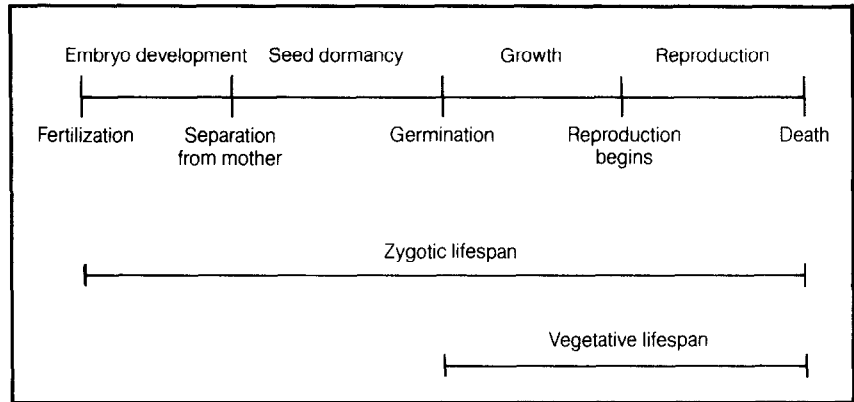 Embryo development Seed dormancy Growth Reproduction
Fertilization Separation Germination Reproduction Death
from mother begins
Zygotic lifespan
Vegetative lifespan